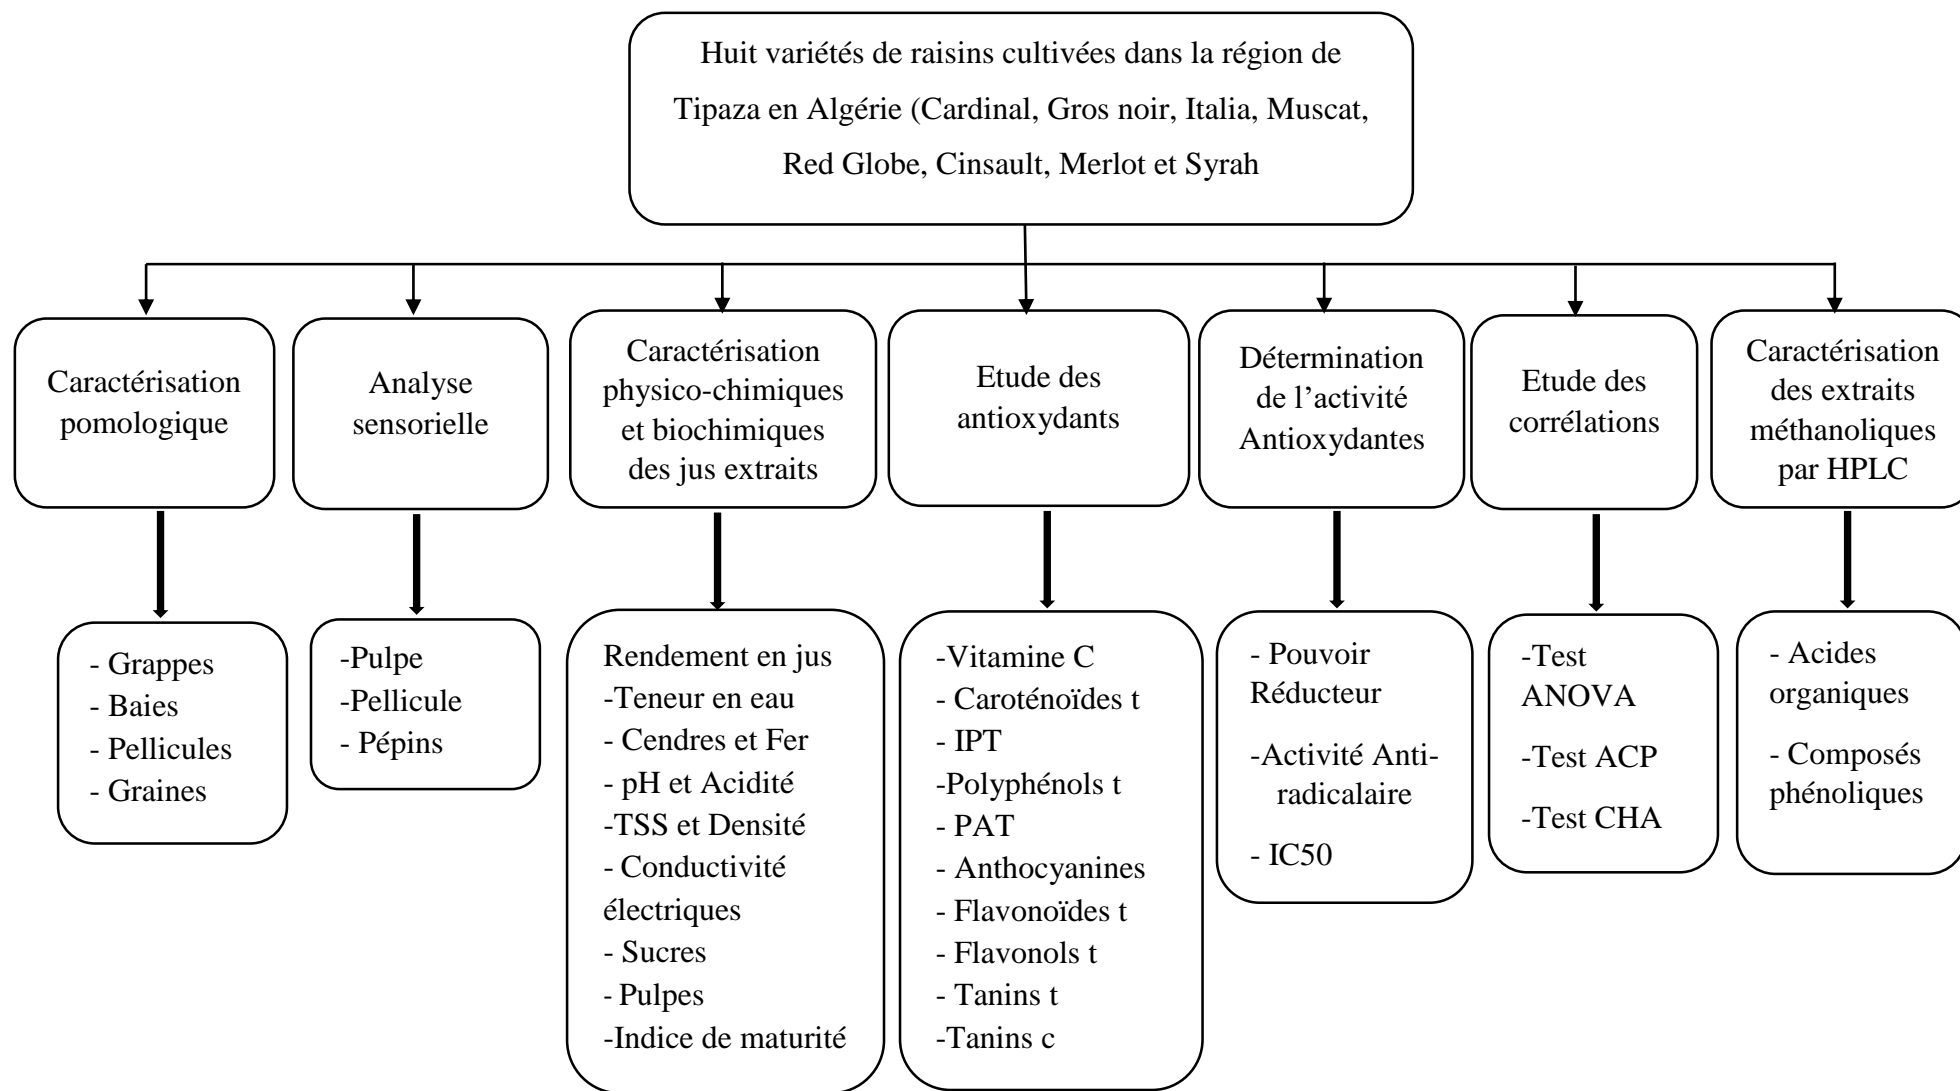 Huit variétés de raisins cultivées dans la région de
Tipaza en Algérie (Cardinal, Gros noir, Italia, Muscat,
Red Globe, Cinsault, Merlot et Syrah
Caractérisation
pomologique
Analyse
sensorielle
Caractérisation
physico-chimiques
et biochimiques
des jus extraits
Etude des
antioxydants
Détermination
de l’activité
Antioxydantes
Etude des
corrélations
Caractérisation
des extraits
méthanoliques
par HPLC
- Grappes
- Baies
- Pellicules
- Graines
-Pulpe
-Pellicule
- Pépins
Rendement en jus
-Teneur en eau
- Cendres et Fer
- pH et Acidité
-TSS et Densité
- Conductivité
électriques
- Sucres
- Pulpes
-Indice de maturité
-Vitamine C
- Caroténoïdes t
- IPT
-Polyphénols t
- PAT
- Anthocyanines
- Flavonoïdes t
- Flavonols t
- Tanins t
-Tanins c
- Pouvoir
Réducteur
-Activité Anti-
radicalaire
- IC50
-Test
ANOVA
-Test ACP
-Test CHA
- Acides
organiques
- Composés
phénoliques